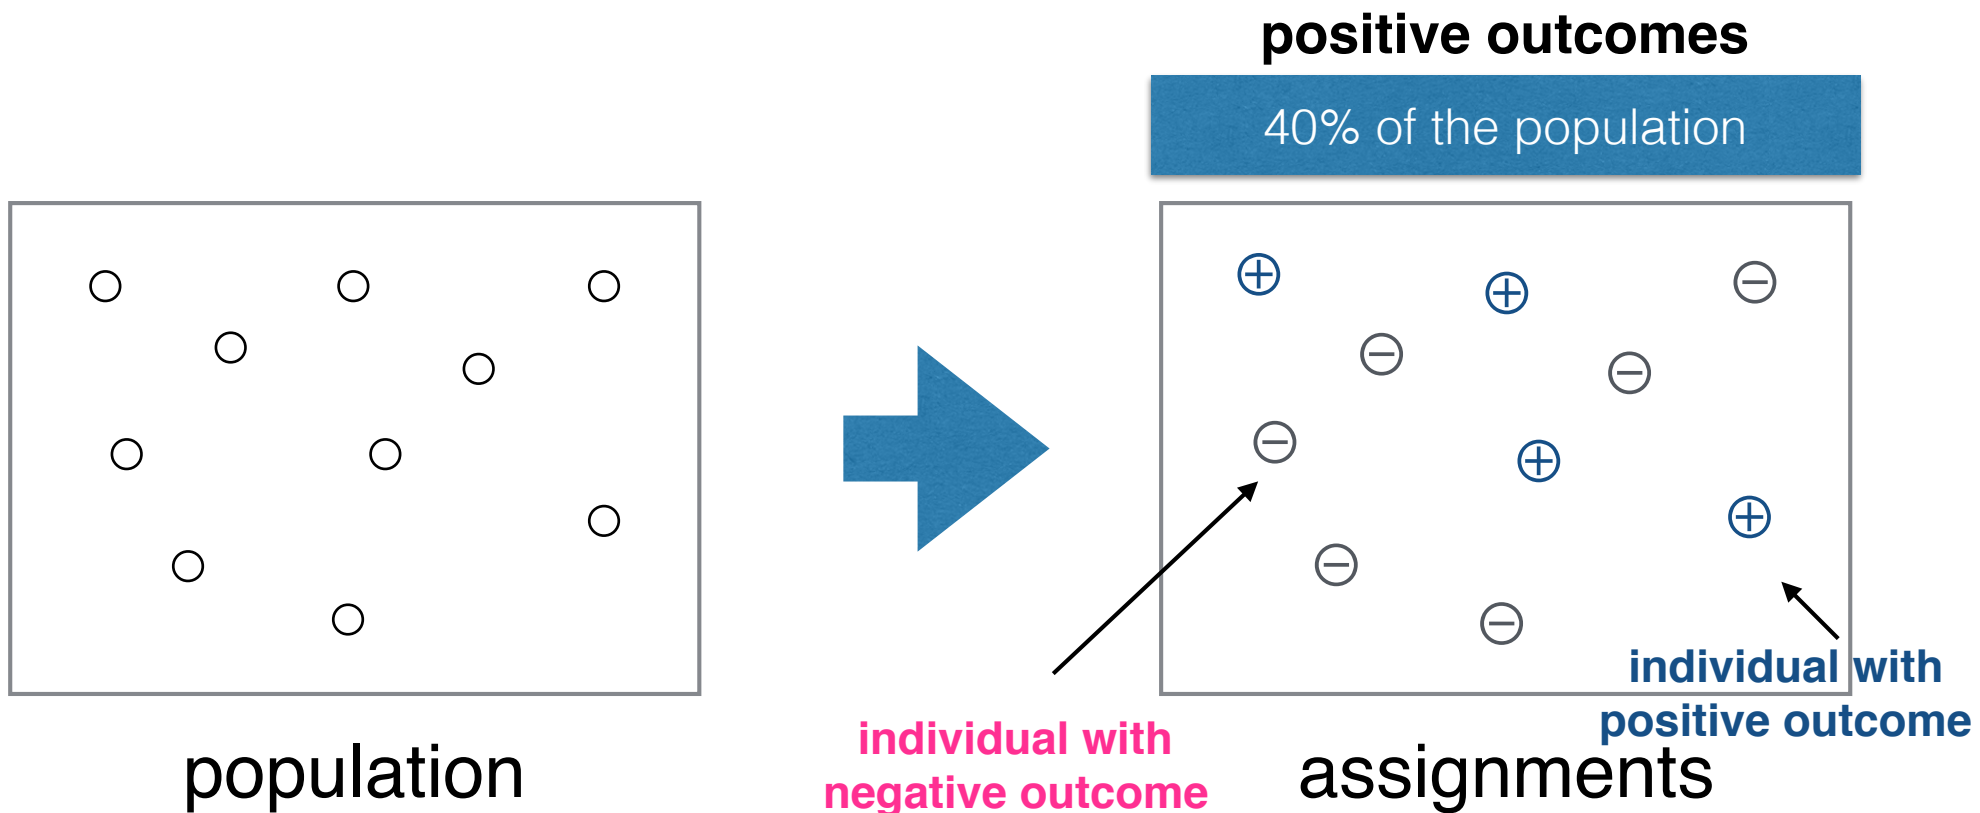 positive outcomes
40% of the population
individual with
positive outcome
individual with
negative outcome
population
assignments